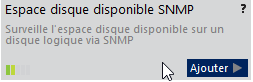 Espace disque disponible SNMP ?
Surveille l'espace disque disponible sur un
disque logique via SNMP
Ajouter